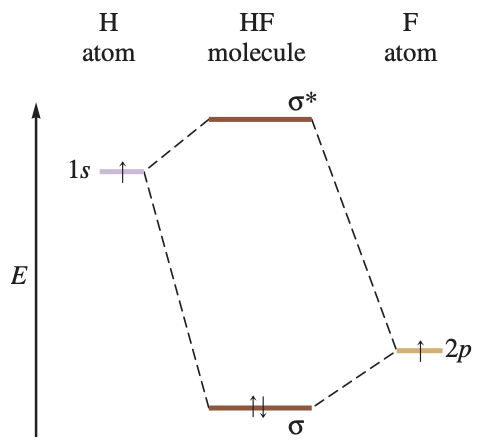 H HF F
atom molecule atom
σ*
1s ↑
E
↑ 2p
↑↓
σ